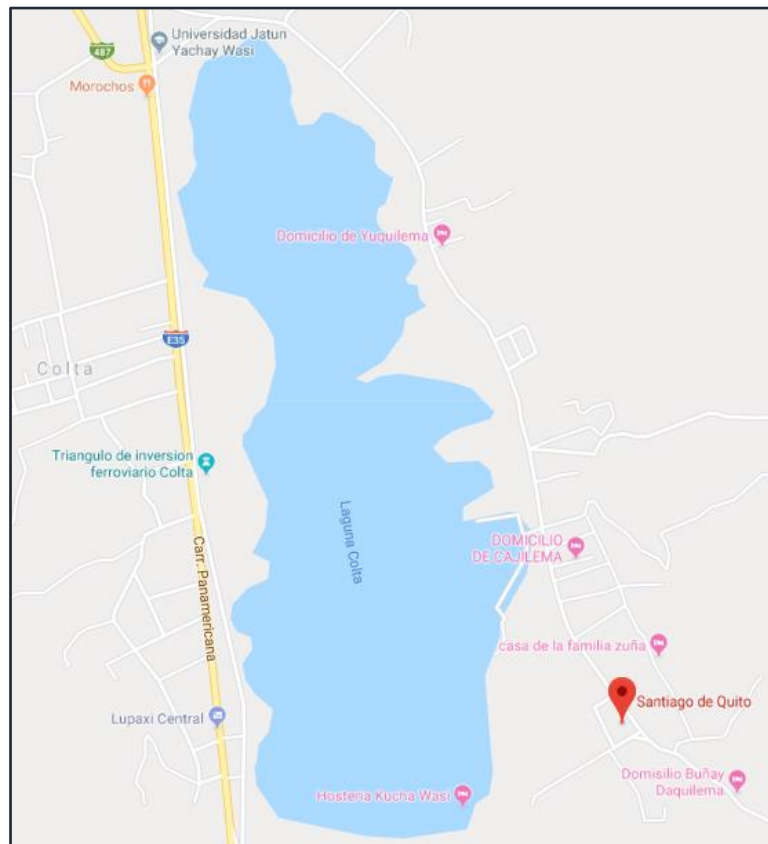 Universidad Jatun
Yachay Wasi
487
Morochos
Domicilio de Yuquilema
E35
Colta
Triangulo de inversion
ferroviario Colta
Laguna Colta
DOMICILIO
DE CAJILEMA
Carr. Panamericana
casa de la familia zuña
Santiago de Quito
Lupaxi Central
Domisilio Buñay
Daquilema
Hosteria Kucha Wasi